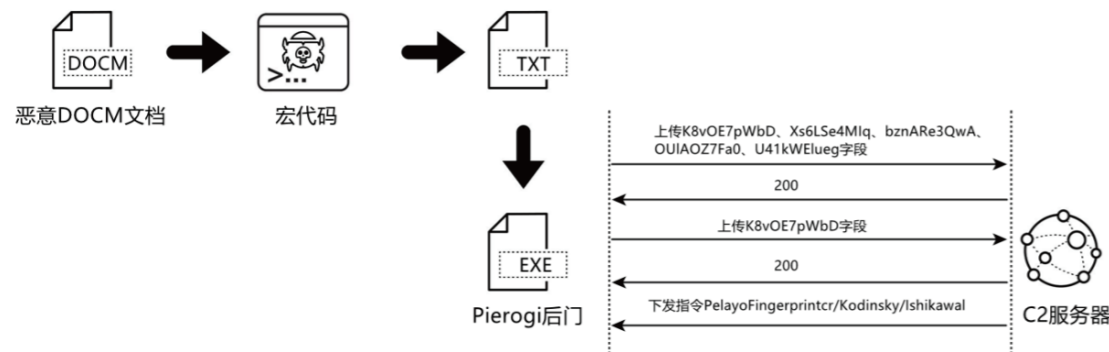 DOCM
>...
TXT
恶意DOCM文档
宏代码
上传K8vOE7pWbD、Xs6LSe4MIq、bznARe3QwA、
OUIAOZ7Fa0、U41kWElueg字段
200
上传K8vOE7pWbD字段
200
EXE
下发指令PelayoFingerprintcr/Kodinsky/Ishikawal
Pierogi后门
C2服务器